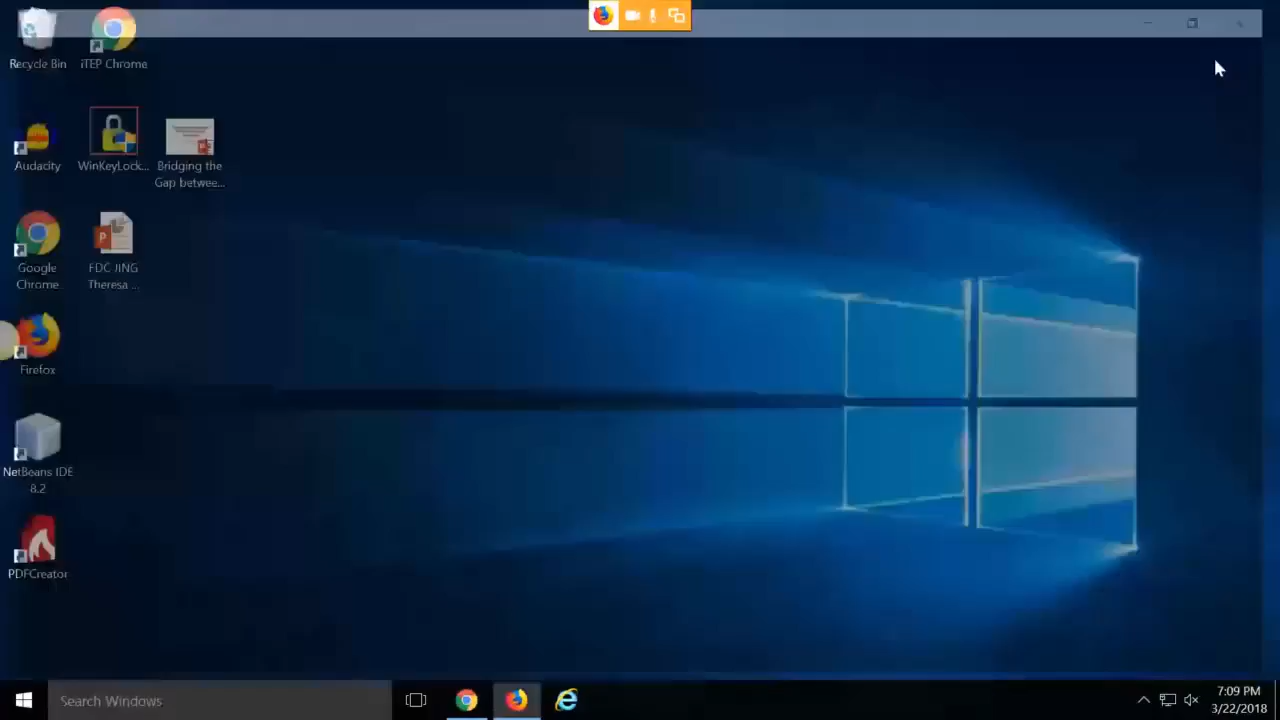 Recycle Bin
iTEP Chrome
Audacity
WinKeyLock...
Bridging the
Gap betwee...
Google
Chrome
FDC JING
Theresa ...
Firefox
NetBeans IDE
8.2
PDFCreator
Search Windows
7:09 PM
3/22/2018